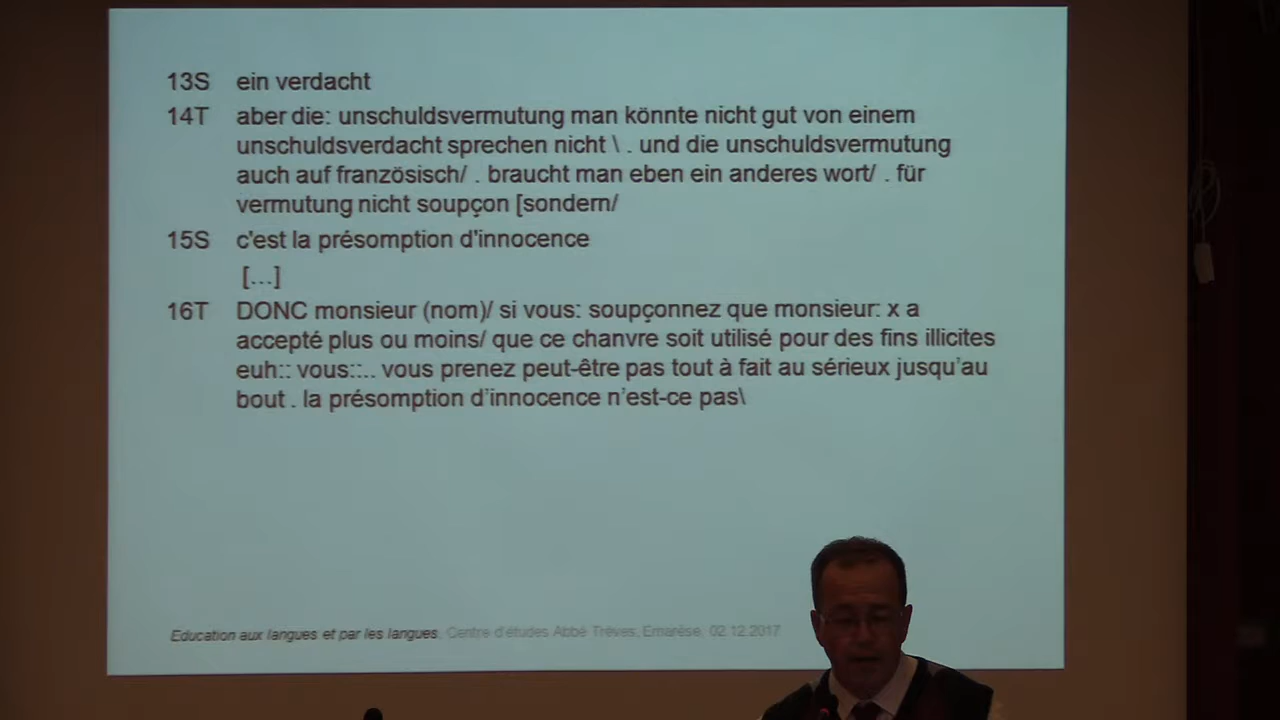 13S ein verdacht
14T aber die: unschuldsvermutung man könnte nicht gut von einem
unschuldsverdacht sprechen nicht \ . und die unschuldsvermutung
auch auf französisch/ . braucht man eben ein anderes wort/ . für
vermutung nicht soupçon [sondern/
15S c'est la présomption d'innocence
[…]
16T DONC monsieur (nom)/ si vous: soupçonnez que monsieur: x a
accepté plus ou moins/ que ce chanvre soit utilisé pour des fins illicites
euh:: vous::.. vous prenez peut-être pas tout à fait au sérieux jusqu'au
bout . la présomption d'innocence n'est-ce pas\
Education aux langues et par les langues, Centre d'études Abbé Trèves, Emarèse, 02.12.2017